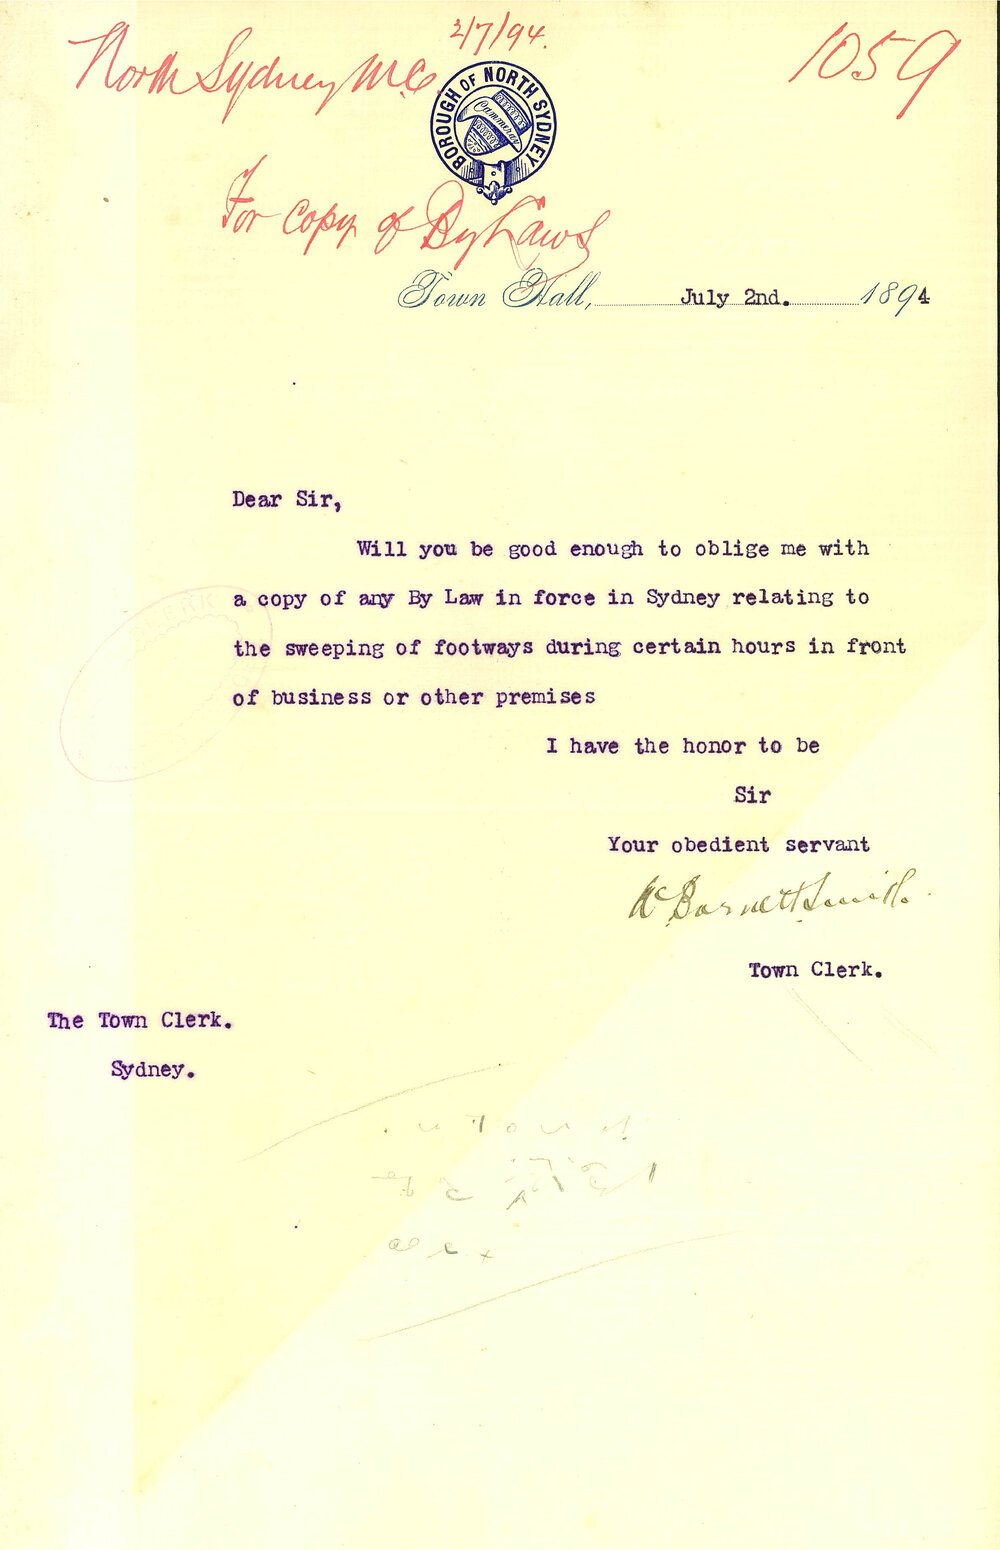 2/7/94.
North Sydney M.C.
1059
BOROUGH OF NORTH SYDNEY
Cammeray
For Copy of By Laws
Town Hall, July 2nd. 1894
Dear Sir,
Will you be good enough to oblige me with
a copy of any By Law in force in Sydney relating to
the sweeping of footways during certain hours in front
of business or other premises
I have the honor to be
Sir
Your obedient servant
Barnett Smith
Town Clerk.
The Town Clerk.
Sydney.